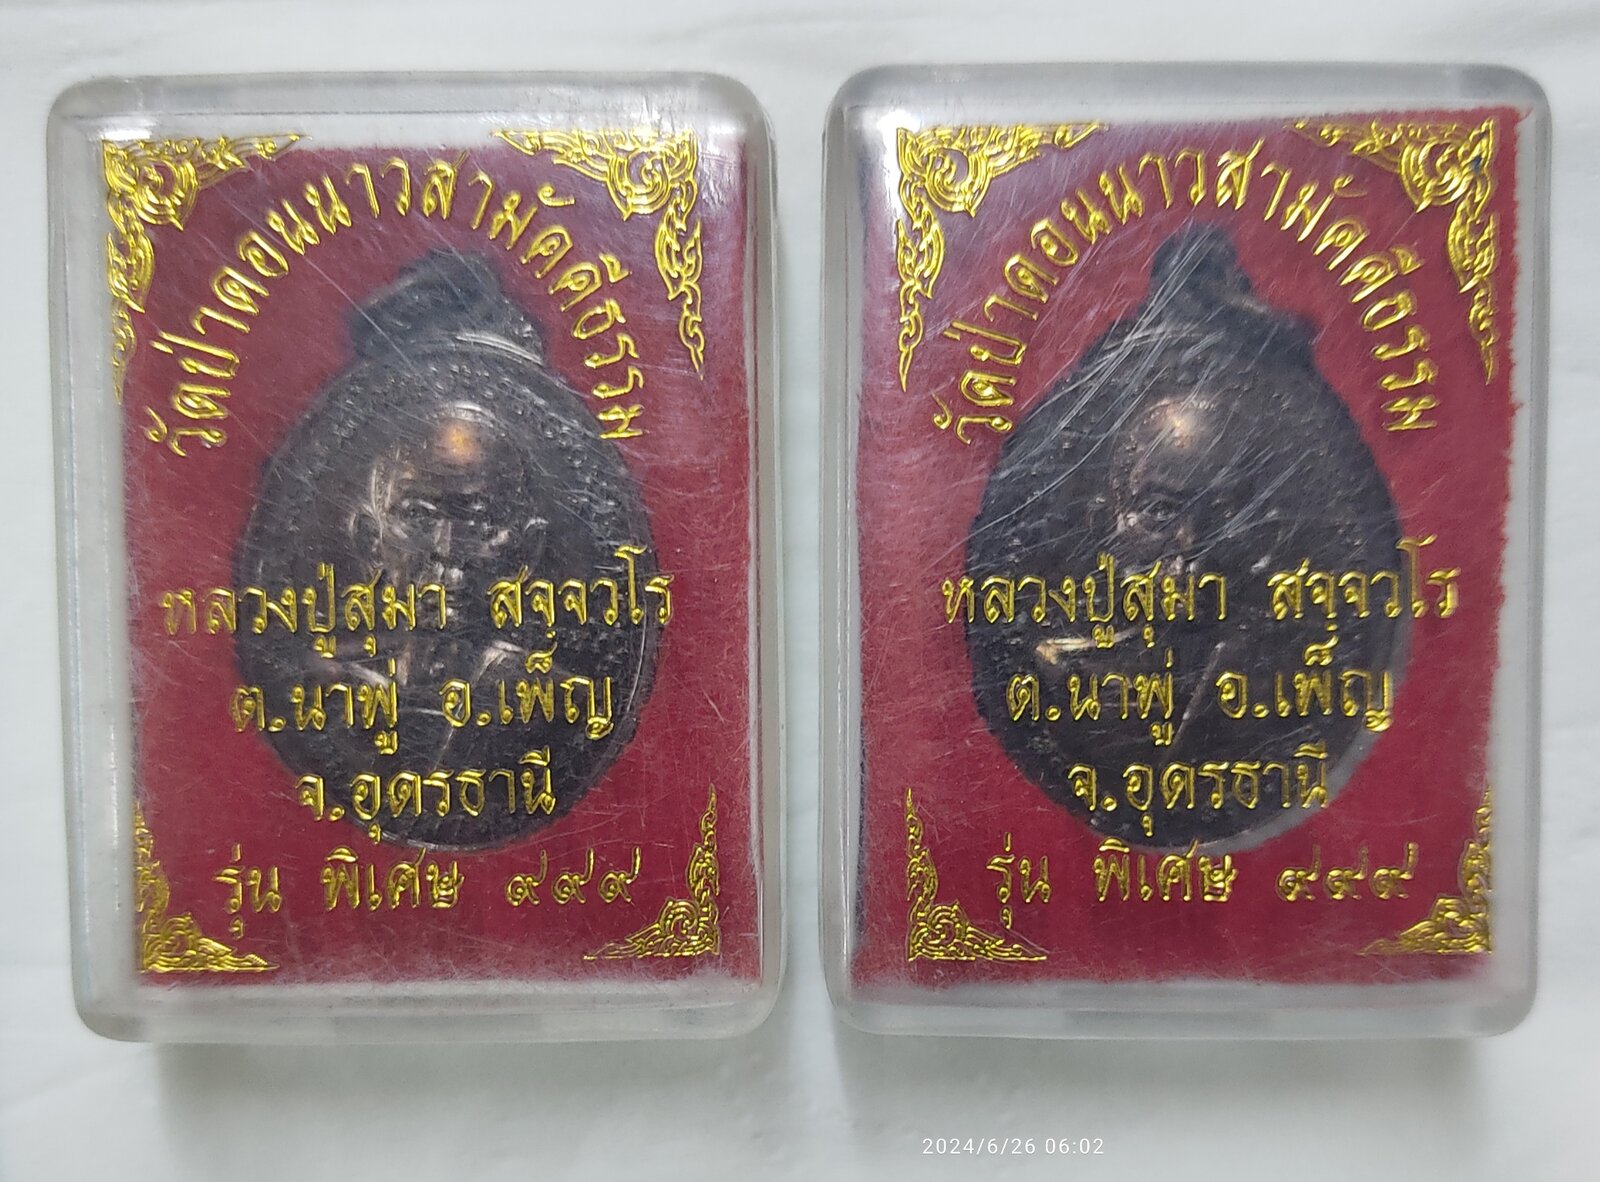 วัดป่าดอนนาวสามัคคีธรรม
หลวงปู่สุมา สจฺจวโร
ต.นาพู่ อ.เพ็ญ
จ.อุดรธานี
รุ่น พิเศษ ๙๙๙
วัดป่าดอนนาวสามัคคีธรรม
หลวงปู่สุมา สจฺจวโร
ต.นาพู่ อ.เพ็ญ
จ.อุดรธานี
รุ่น พิเศษ ๙๙๙
2024/6/26 06:02